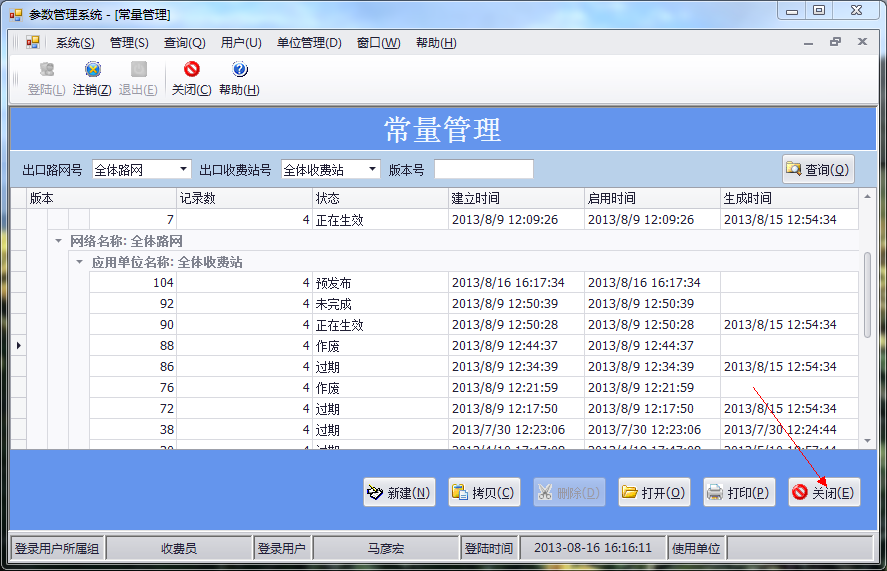 参数管理系统 - [常量管理]
系统(S) 管理(S) 查询(Q) 用户(U) 单位管理(D) 窗口(W) 帮助(H)
登陆(L) 注销(Z) 退出(E) 关闭(C) 帮助(H)
常量管理
出口路网号 全体路网 出口收费站号 全体收费站 版本号 查询(Q)
版本 记录数 状态 建立时间 启用时间 生成时间
7 4 正在生效 2013/8/9 12:09:26 2013/8/9 12:09:26 2013/8/15 12:54:34
网络名称: 全体路网
应用单位名称: 全体收费站
104 4 预发布 2013/8/16 16:17:34 2013/8/16 16:17:34
92 4 未完成 2013/8/9 12:50:39 2013/8/9 12:50:39
90 4 正在生效 2013/8/9 12:50:28 2013/8/9 12:50:28 2013/8/15 12:54:34
88 4 作废 2013/8/9 12:44:37 2013/8/9 12:44:37
86 4 过期 2013/8/9 12:34:39 2013/8/9 12:34:39 2013/8/15 12:54:34
76 4 作废 2013/8/9 12:21:59 2013/8/9 12:21:59
72 4 过期 2013/8/9 12:17:50 2013/8/9 12:17:50 2013/8/15 12:54:34
38 4 过期 2013/7/30 12:23:06 2013/7/30 12:23:06 2013/7/30 12:24:44
新建(N) 拷贝(C) 删除(D) 打开(O) 打印(P) 关闭(E)
登录用户所属组 收费员 登录用户 马彦宏 登陆时间 2013-08-16 16:16:11 使用单位